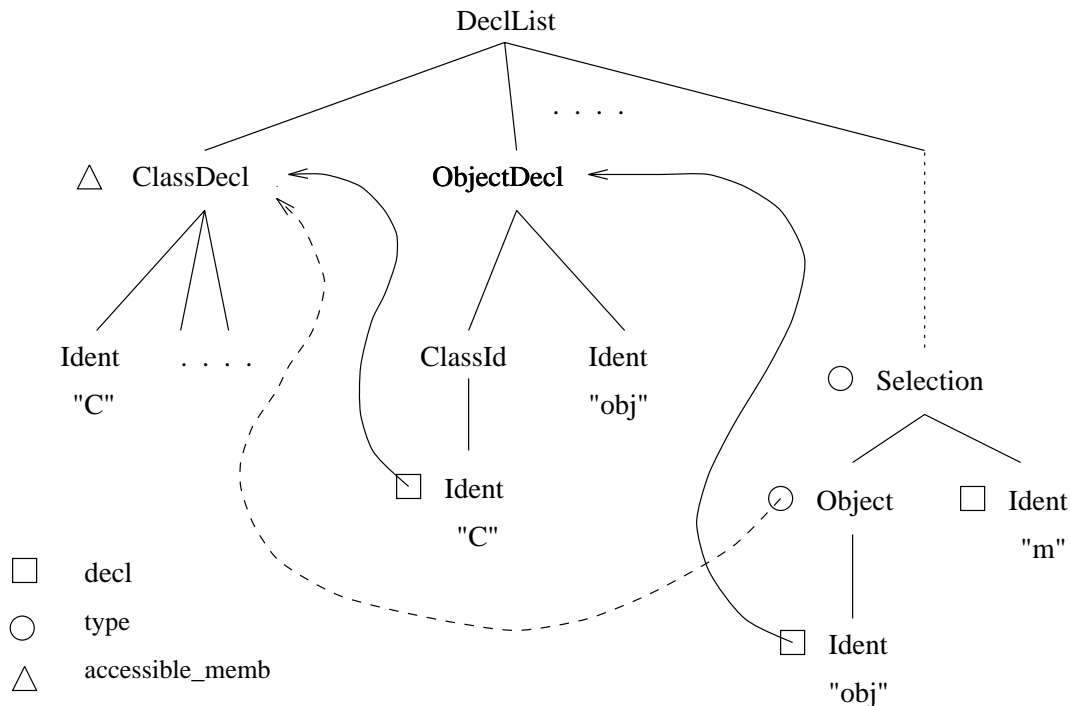 DeclList
. . . .
ClassDecl
ObjectDecl
Ident
"C"
. . . .
ClassId
Ident
"obj"
Selection
Ident
"C"
Object
Ident
"m"
Ident
"obj"
decl
type
accessible_memb